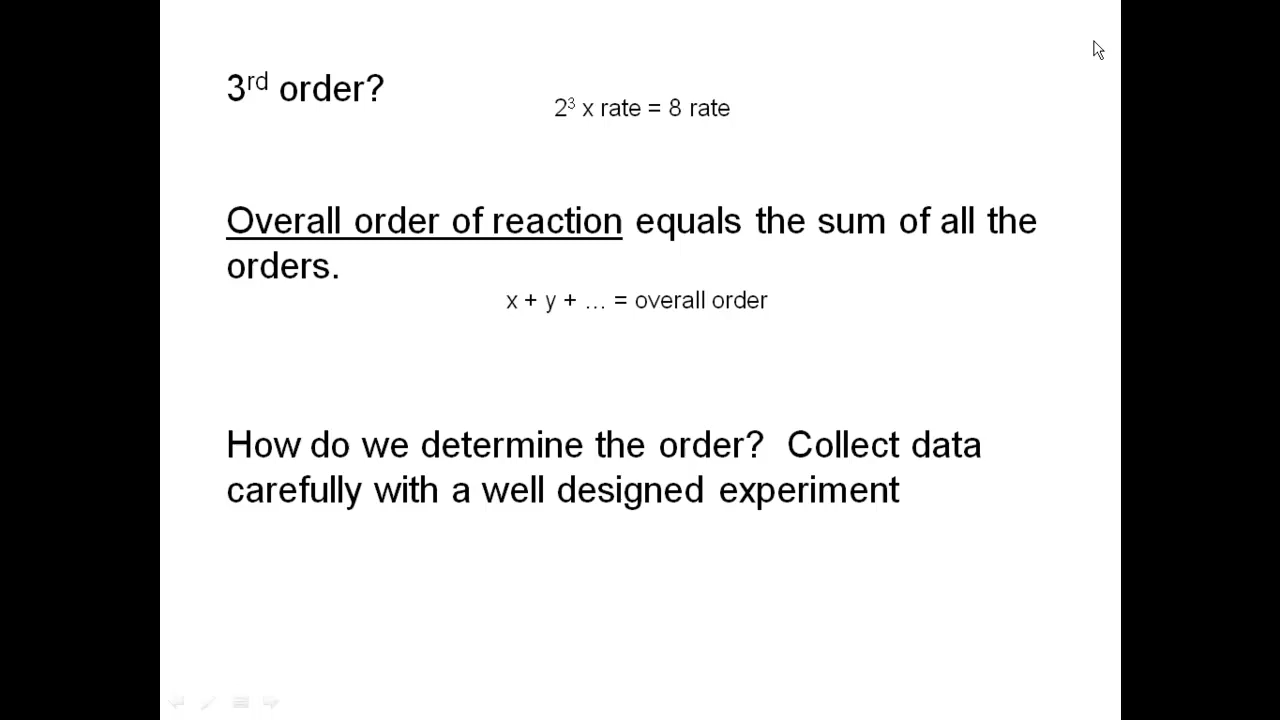 3rd order?
2³ x rate = 8 rate
Overall order of reaction equals the sum of all the
orders.
x + y + … = overall order
How do we determine the order?  Collect data
carefully with a well designed experiment